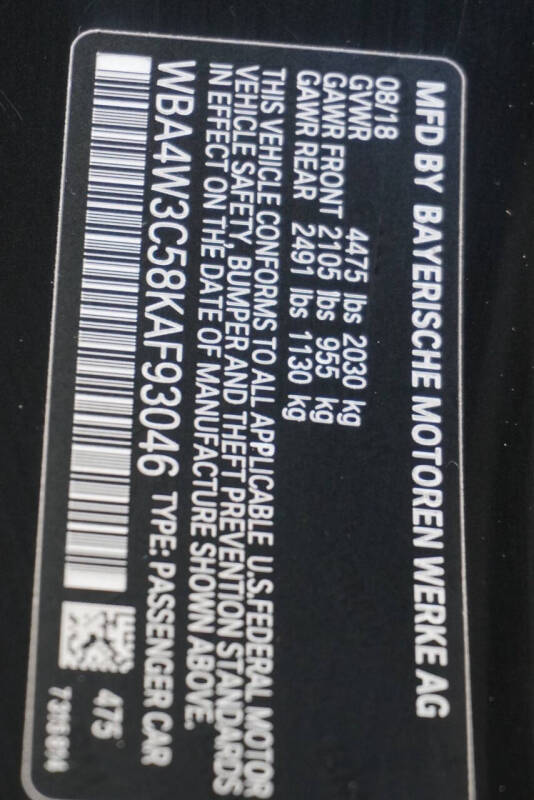 MFD BY BAYERISCHE MOTOREN WERKE AG
08/18
GVWR 4475 lbs 2030 kg
GAWR FRONT 2105 lbs 955 kg
GAWR REAR 2491 lbs 1130 kg
THIS VEHICLE CONFORMS TO ALL APPLICABLE U.S.FEDERAL MOTOR
VEHICLE SAFETY, BUMPER AND THEFT PREVENTION STANDARDS
IN EFFECT ON THE DATE OF MANUFACTURE SHOWN ABOVE.
WBA4W3C58KAF93046 TYPE: PASSENGER CAR
475